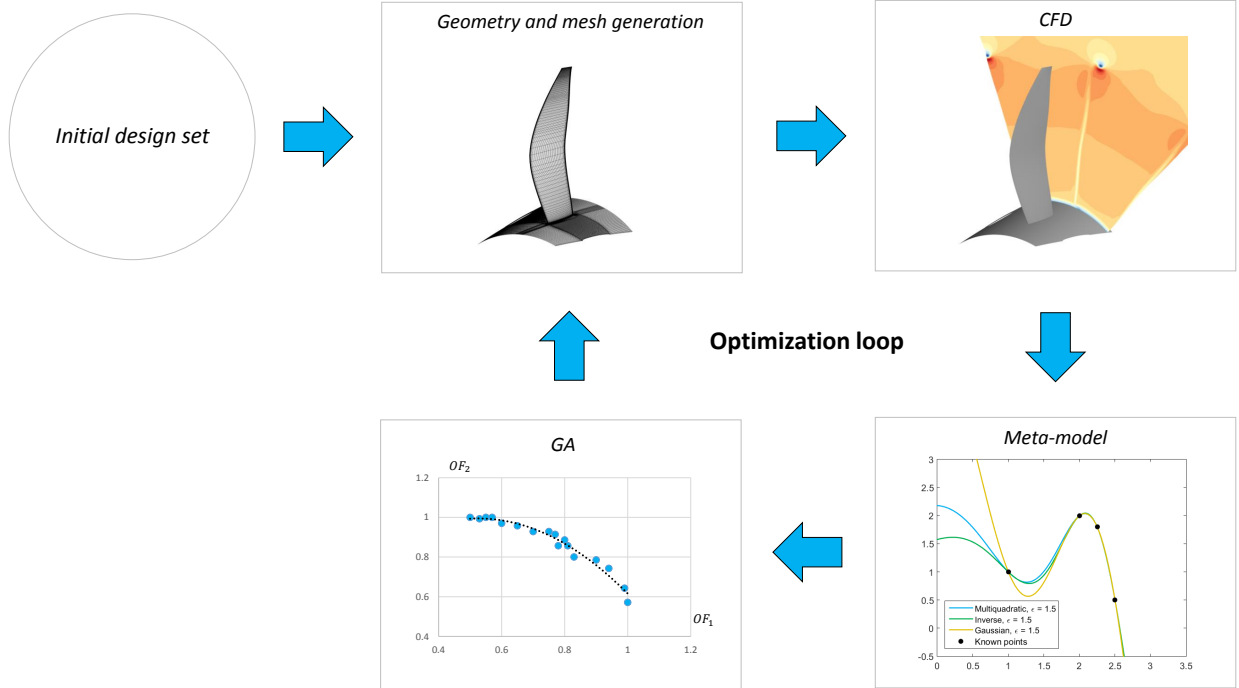 Initial design set
Geometry and mesh generation
CFD
Optimization loop
GA
OF₂
1.2
1
0.8
0.6
0.4
0.4
0.6
0.8
1
1.2
OF₁
Meta-model
3
2.5
2
1.5
1
0.5
0
-0.5
Multiquadratic, ϵ = 1.5
Inverse, ϵ = 1.5
Gaussian, ϵ = 1.5
Known points
0
0.5
1
1.5
2
2.5
3
3.5